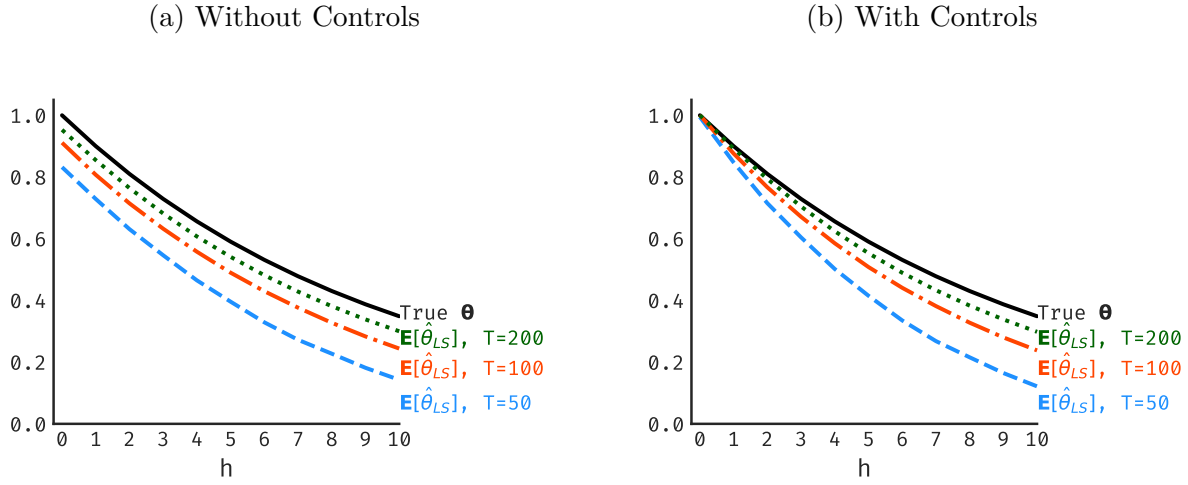 (a) Without Controls
1.0
0.8
0.6
0.4
0.2
0.0
True θ
E[θ̂_LS], T=200
E[θ̂_LS], T=100
E[θ̂_LS], T=50
0 1 2 3 4 5 6 7 8 9 10
h
(b) With Controls
1.0
0.8
0.6
0.4
0.2
0.0
True θ
E[θ̂_LS], T=200
E[θ̂_LS], T=100
E[θ̂_LS], T=50
0 1 2 3 4 5 6 7 8 9 10
h